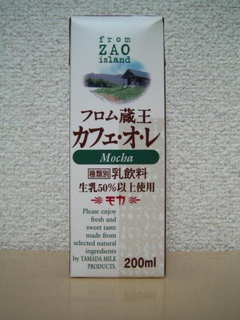 from
ZAO
island
フロム蔵王
カフェ・オ・レ
Mocha
種類別 乳飲料
生乳50%以上使用
モカ
Please enjoy
fresh and
sweet taste
made from
selected natural
ingredients
by YAMADA MILK
PRODUCTS.
200ml